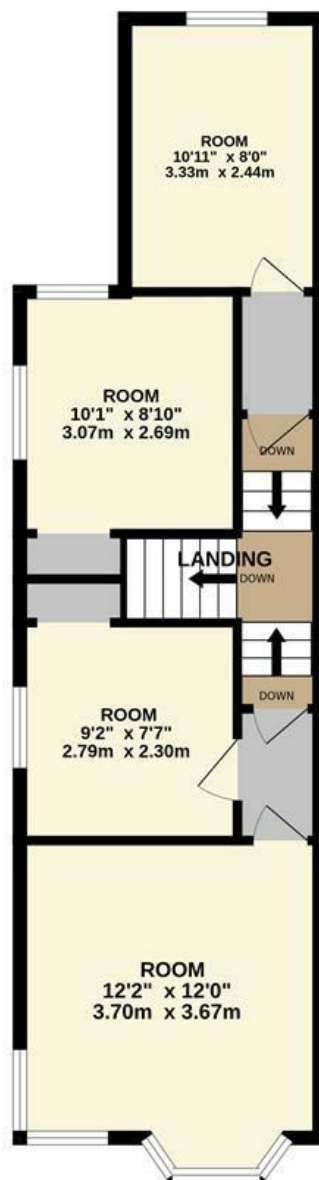 ROOM
10'11" x 8'0"
3.33m x 2.44m
ROOM
10'1" x 8'10"
3.07m x 2.69m
DOWN
LANDING
DOWN
DOWN
ROOM
9'2" x 7'7"
2.79m x 2.30m
ROOM
12'2" x 12'0"
3.70m x 3.67m